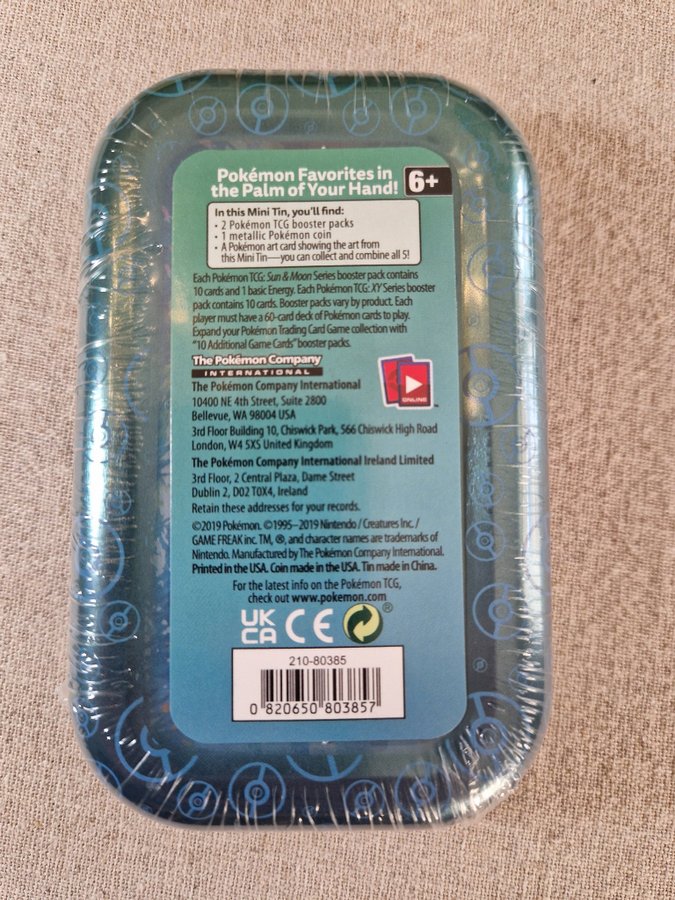 Pokémon Favorites in
the Palm of Your Hand! 6+
In this Mini Tin, you'll find:
• 2 Pokémon TCG booster packs
• 1 metallic Pokémon coin
• A Pokémon art card showing the art from
this Mini Tin—you can collect and combine all 5!
Each Pokémon TCG: Sun & Moon Series booster pack contains
10 cards and 1 basic Energy. Each Pokémon TCG: XY Series booster
pack contains 10 cards. Booster packs vary by product. Each
player must have a 60-card deck of Pokémon cards to play.
Expand your Pokémon Trading Card Game collection with
"10 Additional Game Cards" booster packs.
The Pokémon Company
INTERNATIONAL
ONLINE
™
The Pokémon Company International
10400 NE 4th Street, Suite 2800
Bellevue, WA 98004 USA
3rd Floor Building 10, Chiswick Park, 566 Chiswick High Road
London, W4 5XS United Kingdom
The Pokémon Company International Ireland Limited
3rd Floor, 2 Central Plaza, Dame Street
Dublin 2, D02 T0X4, Ireland
Retain these addresses for your records.
©2019 Pokémon. ©1995–2019 Nintendo / Creatures Inc. /
GAME FREAK inc. TM, ®, and character names are trademarks of
Nintendo. Manufactured by The Pokémon Company International.
Printed in the USA. Coin made in the USA. Tin made in China.
For the latest info on the Pokémon TCG,
check out www.pokemon.com
UK
CA CE ®
210-80385
0 820650 803857